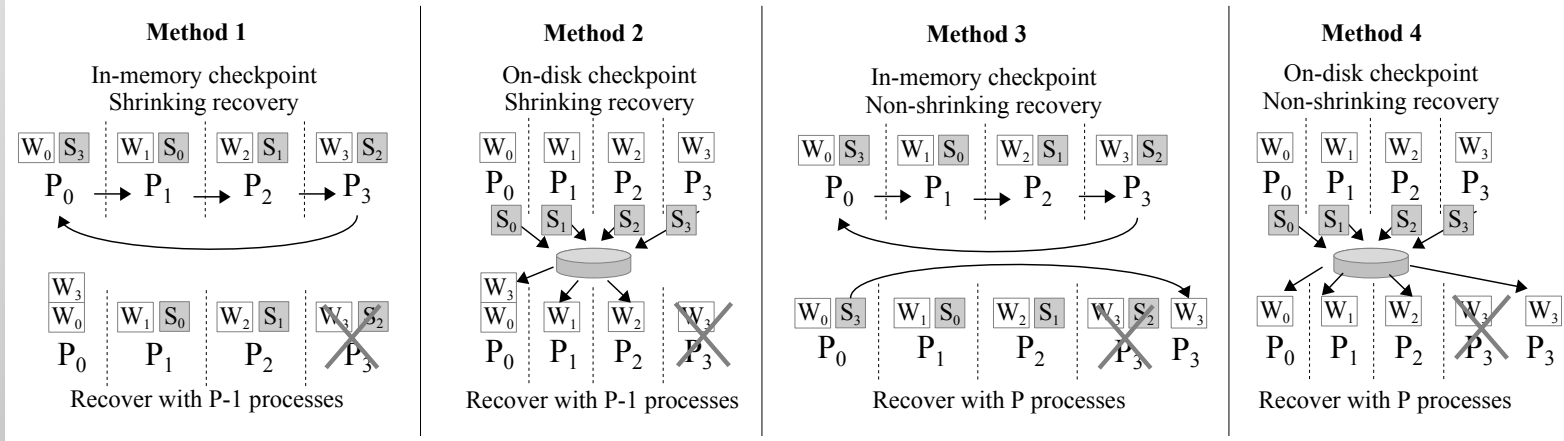 Method 1
In-memory checkpoint
Shrinking recovery
W₀ S₃ W₁ S₀ W₂ S₁ W₃ S₂
P₀ P₁ P₂ P₃
W₃
W₀ W₁ S₀ W₂ S₁ W₃ S₂
P₀ P₁ P₂ P₃
Recover with P-1 processes
Method 2
On-disk checkpoint
Shrinking recovery
W₀ W₁ W₂ W₃
P₀ P₁ P₂ P₃
S₀ S₁ S₂ S₃
W₃
W₀ W₁ W₂ W₃
P₀ P₁ P₂ P₃
Recover with P-1 processes
Method 3
In-memory checkpoint
Non-shrinking recovery
W₀ S₃ W₁ S₀ W₂ S₁ W₃ S₂
P₀ P₁ P₂ P₃
W₀ S₃ W₁ S₀ W₂ S₁ W₃ S₂ W₃
P₀ P₁ P₂ P₃ P₃
Recover with P processes
Method 4
On-disk checkpoint
Non-shrinking recovery
W₀ W₁ W₂ W₃
P₀ P₁ P₂ P₃
S₀ S₁ S₂ S₃
W₀ W₁ W₂ W₃ W₃
P₀ P₁ P₂ P₃ P₃
Recover with P processes